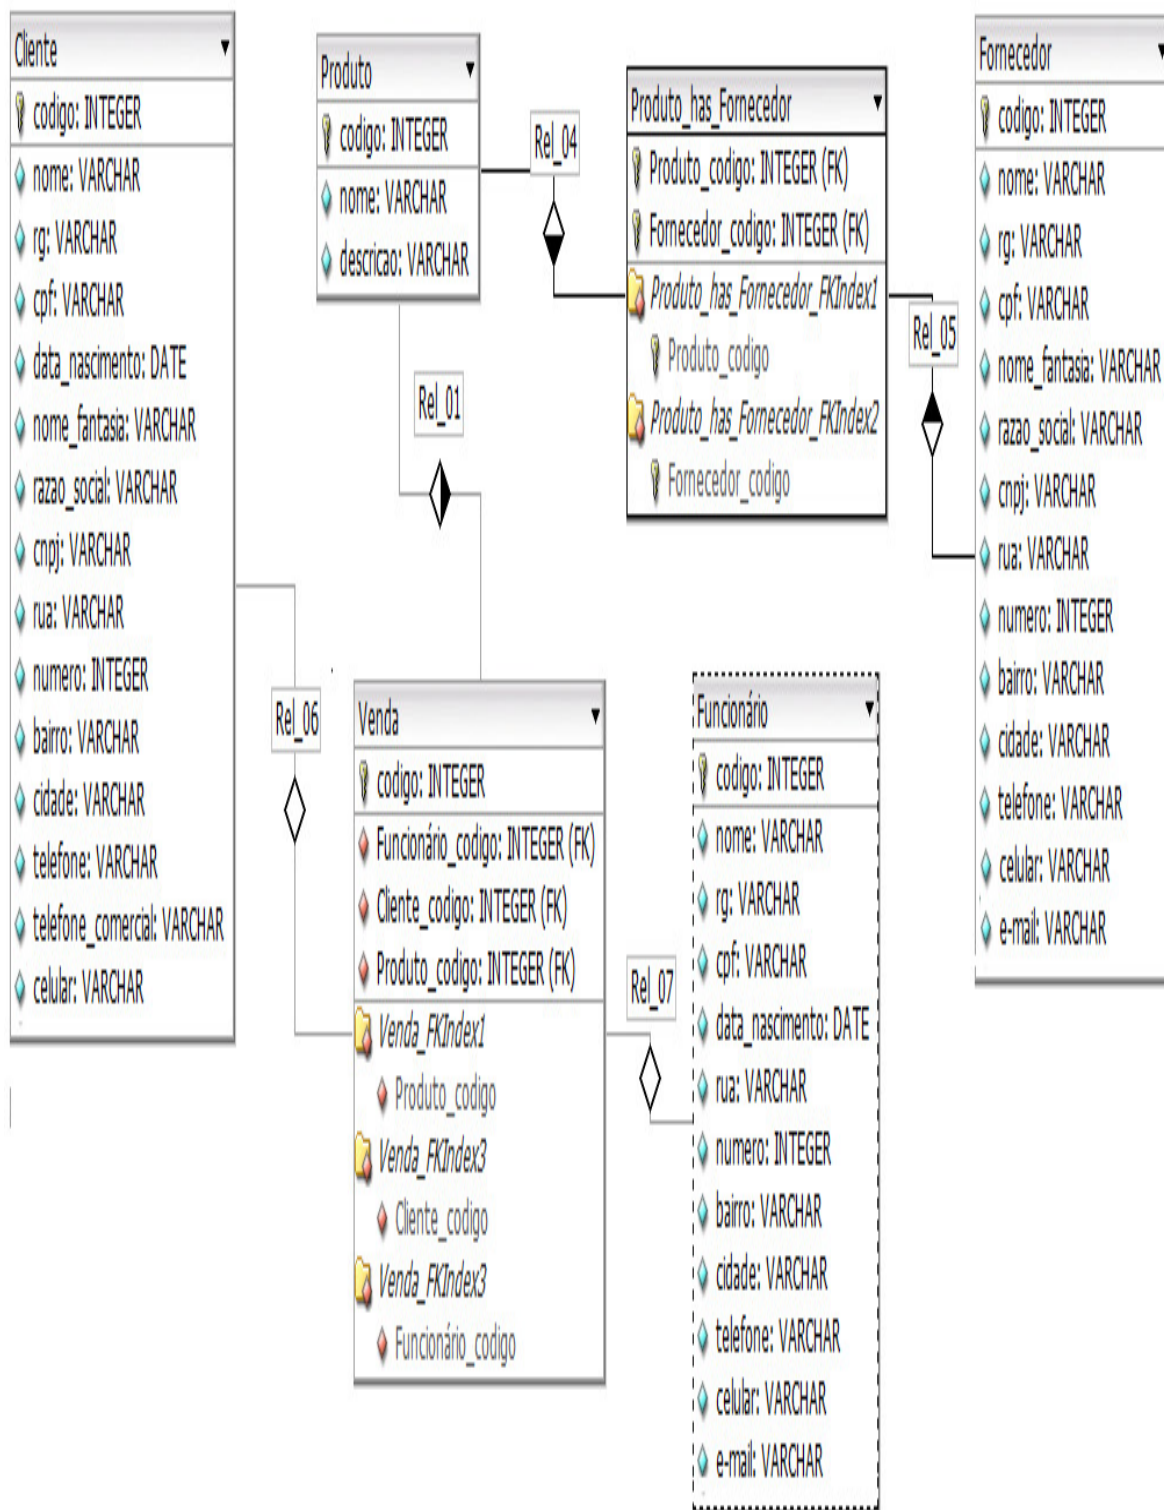 Cliente
codigo: INTEGER
nome: VARCHAR
rg: VARCHAR
cpf: VARCHAR
data_nascimento: DATE
nome_fantasia: VARCHAR
razao_social: VARCHAR
cnpj: VARCHAR
rua: VARCHAR
numero: INTEGER
bairro: VARCHAR
cidade: VARCHAR
telefone: VARCHAR
telefone_comercial: VARCHAR
celular: VARCHAR
Produto
codigo: INTEGER
nome: VARCHAR
descricao: VARCHAR
Rel_04
Produto_has_Fornecedor
Produto_codigo: INTEGER (FK)
Fornecedor_codigo: INTEGER (FK)
Produto_has_Fornecedor_FKIndex1
Produto_codigo
Produto_has_Fornecedor_FKIndex2
Fornecedor_codigo
Rel_05
Fornecedor
codigo: INTEGER
nome: VARCHAR
rg: VARCHAR
cpf: VARCHAR
nome_fantasia: VARCHAR
razao_social: VARCHAR
cnpj: VARCHAR
rua: VARCHAR
numero: INTEGER
bairro: VARCHAR
cidade: VARCHAR
telefone: VARCHAR
celular: VARCHAR
e-mail: VARCHAR
Rel_01
Rel_06
Venda
codigo: INTEGER
Funcionário_codigo: INTEGER (FK)
Cliente_codigo: INTEGER (FK)
Produto_codigo: INTEGER (FK)
Venda_FKIndex1
Produto_codigo
Venda_FKIndex3
Cliente_codigo
Venda_FKIndex3
Funcionário_codigo
Rel_07
Funcionário
codigo: INTEGER
nome: VARCHAR
rg: VARCHAR
cpf: VARCHAR
data_nascimento: DATE
rua: VARCHAR
numero: INTEGER
bairro: VARCHAR
cidade: VARCHAR
telefone: VARCHAR
celular: VARCHAR
e-mail: VARCHAR